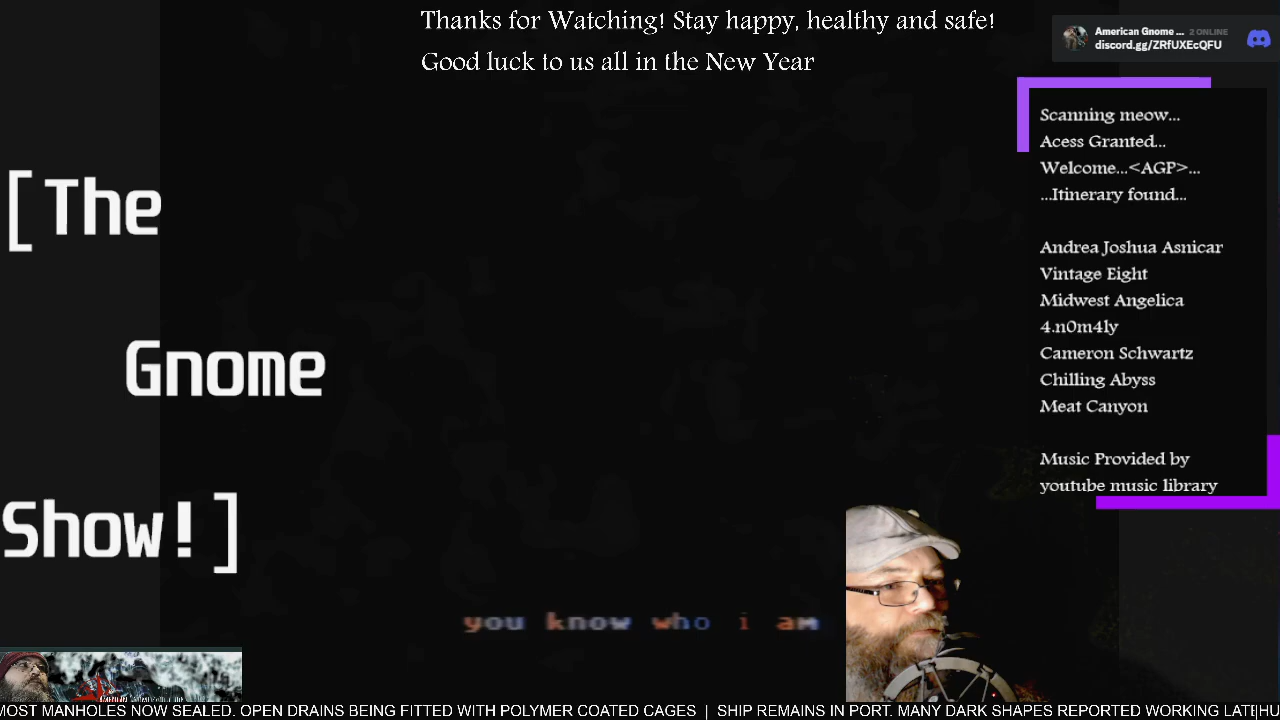 Thanks for Watching! Stay happy, healthy and safe!
Good luck to us all in the New Year
American Gnome ... 2 ONLINE
discord.gg/ZRfUXEcQFU
Scanning meow...
Acess Granted...
Welcome...<AGP>...
...Itinerary found...
Andrea Joshua Asnicar
Vintage Eight
Midwest Angelica
4.n0m4ly
Cameron Schwartz
Chilling Abyss
Meat Canyon
Music Provided by
youtube music library
[The
Gnome
Show!]
you know who i am
MOST MANHOLES NOW SEALED. OPEN DRAINS BEING FITTED WITH POLYMER COATED CAGES | SHIP REMAINS IN PORT. MANY DARK SHAPES REPORTED WORKING LATE